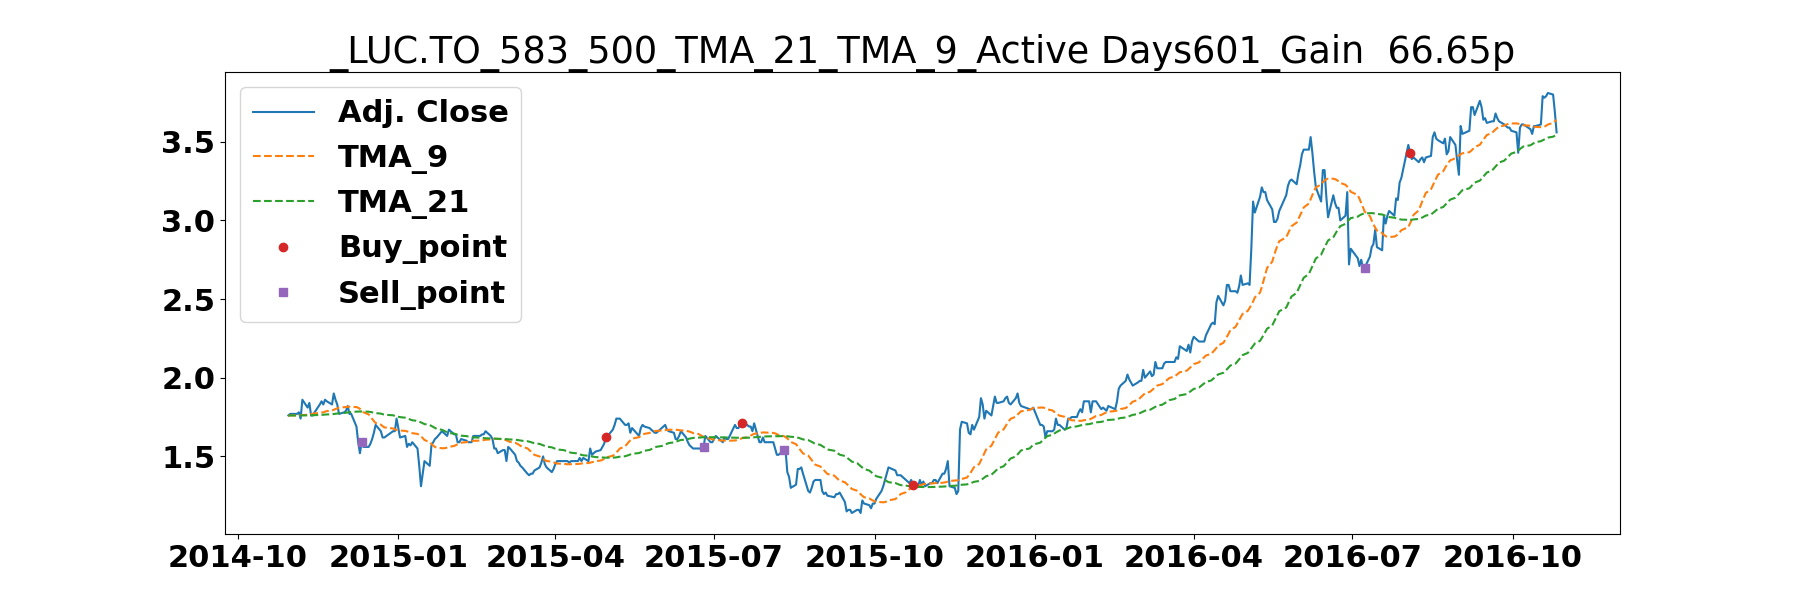 _LUC.TO_583_500_TMA_21_TMA_9_Active Days601_Gain  66.65p
Adj. Close
TMA_9
TMA_21
Buy_point
Sell_point
3.5
3.0
2.5
2.0
1.5
2014-10 2015-01 2015-04 2015-07 2015-10 2016-01 2016-04 2016-07 2016-10